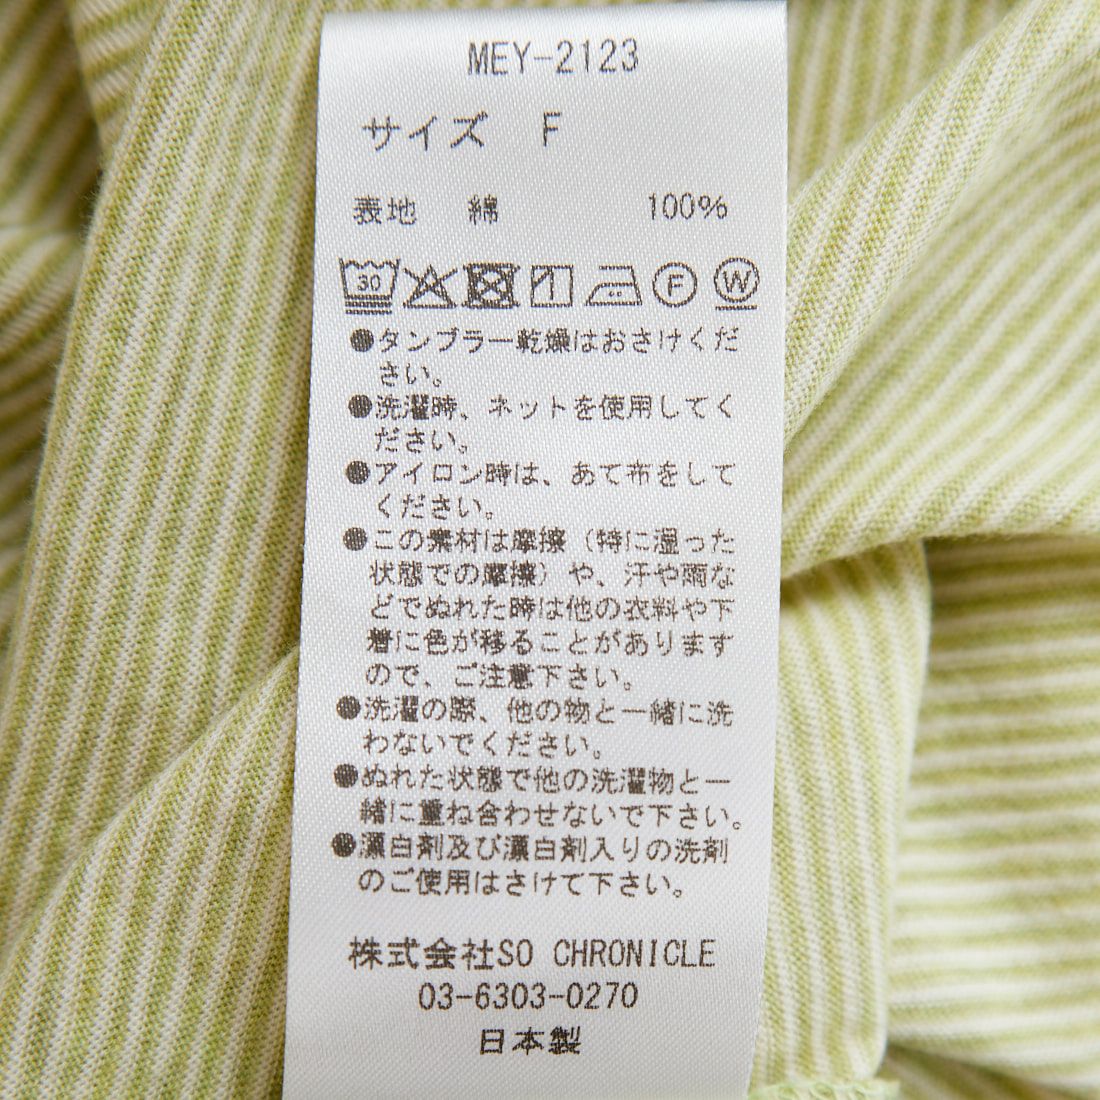 MEY-2123
サイズ F
表地 綿 100%
30 F W
●タンブラー乾燥はおさけくだ
さい。
●洗濯時、ネットを使用してく
ださい。
●アイロン時は、あて布をして
ください。
●この素材は摩擦（特に湿った
状態での摩擦）や、汗や雨な
どでぬれた時は他の衣料や下
着に色が移ることがあります
ので、ご注意下さい。
●洗濯の際、他の物と一緒に洗
わないでください。
●ぬれた状態で他の洗濯物と一
緒に重ね合わせないで下さい。
●漂白剤及び漂白剤入りの洗剤
のご使用はさけて下さい。
株式会社SO CHRONICLE
03-6303-0270
日本製